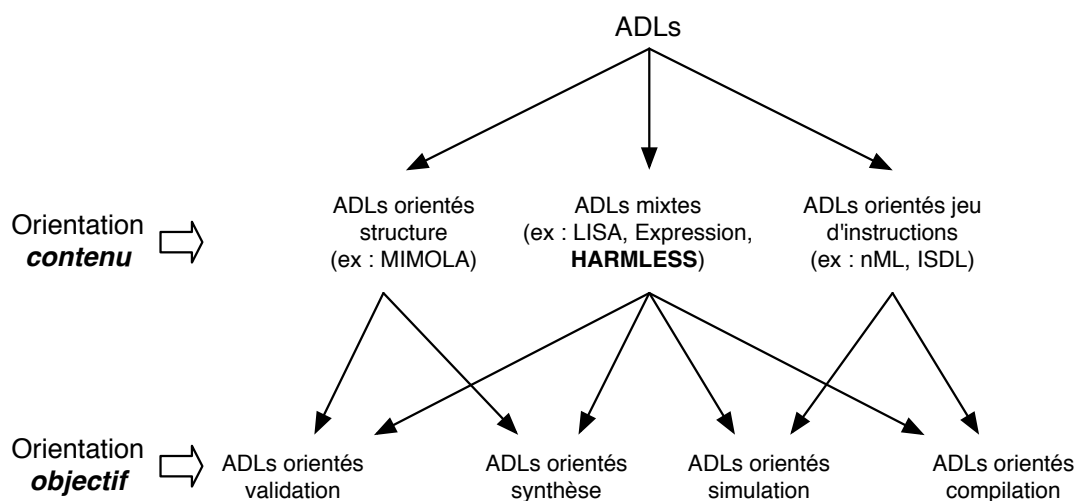 ADLs
Orientation
contenu
ADLs orientés
structure
(ex : MIMOLA)
ADLs mixtes
(ex : LISA, Expression,
HARMLESS)
ADLs orientés jeu
d'instructions
(ex : nML, ISDL)
Orientation
objectif
ADLs orientés
validation
ADLs orientés
synthèse
ADLs orientés
simulation
ADLs orientés
compilation